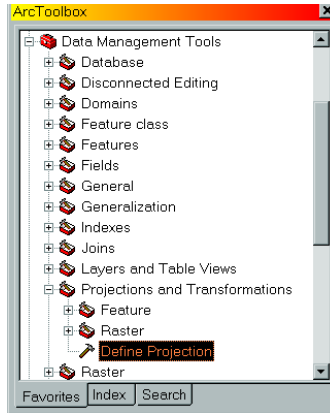 ArcToolbox
Data Management Tools
Database
Disconnected Editing
Domains
Feature class
Features
Fields
General
Generalization
Indexes
Joins
Layers and Table Views
Projections and Transformations
Feature
Raster
Define Projection
Raster
Favorites Index Search